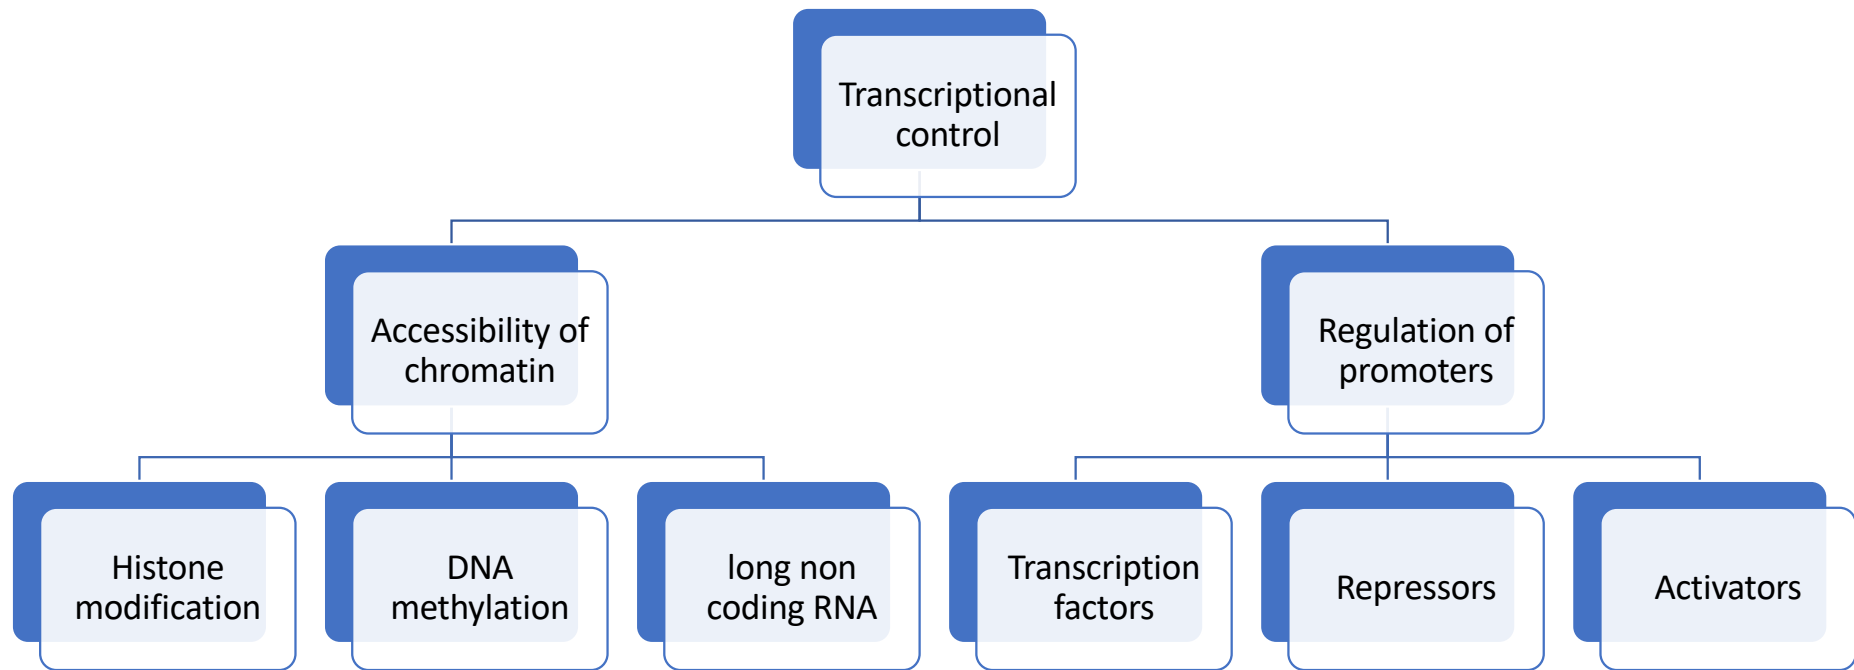 Transcriptional
control
Accessibility of
chromatin
Regulation of
promoters
Histone
modification
DNA
methylation
long non
coding RNA
Transcription
factors
Repressors
Activators